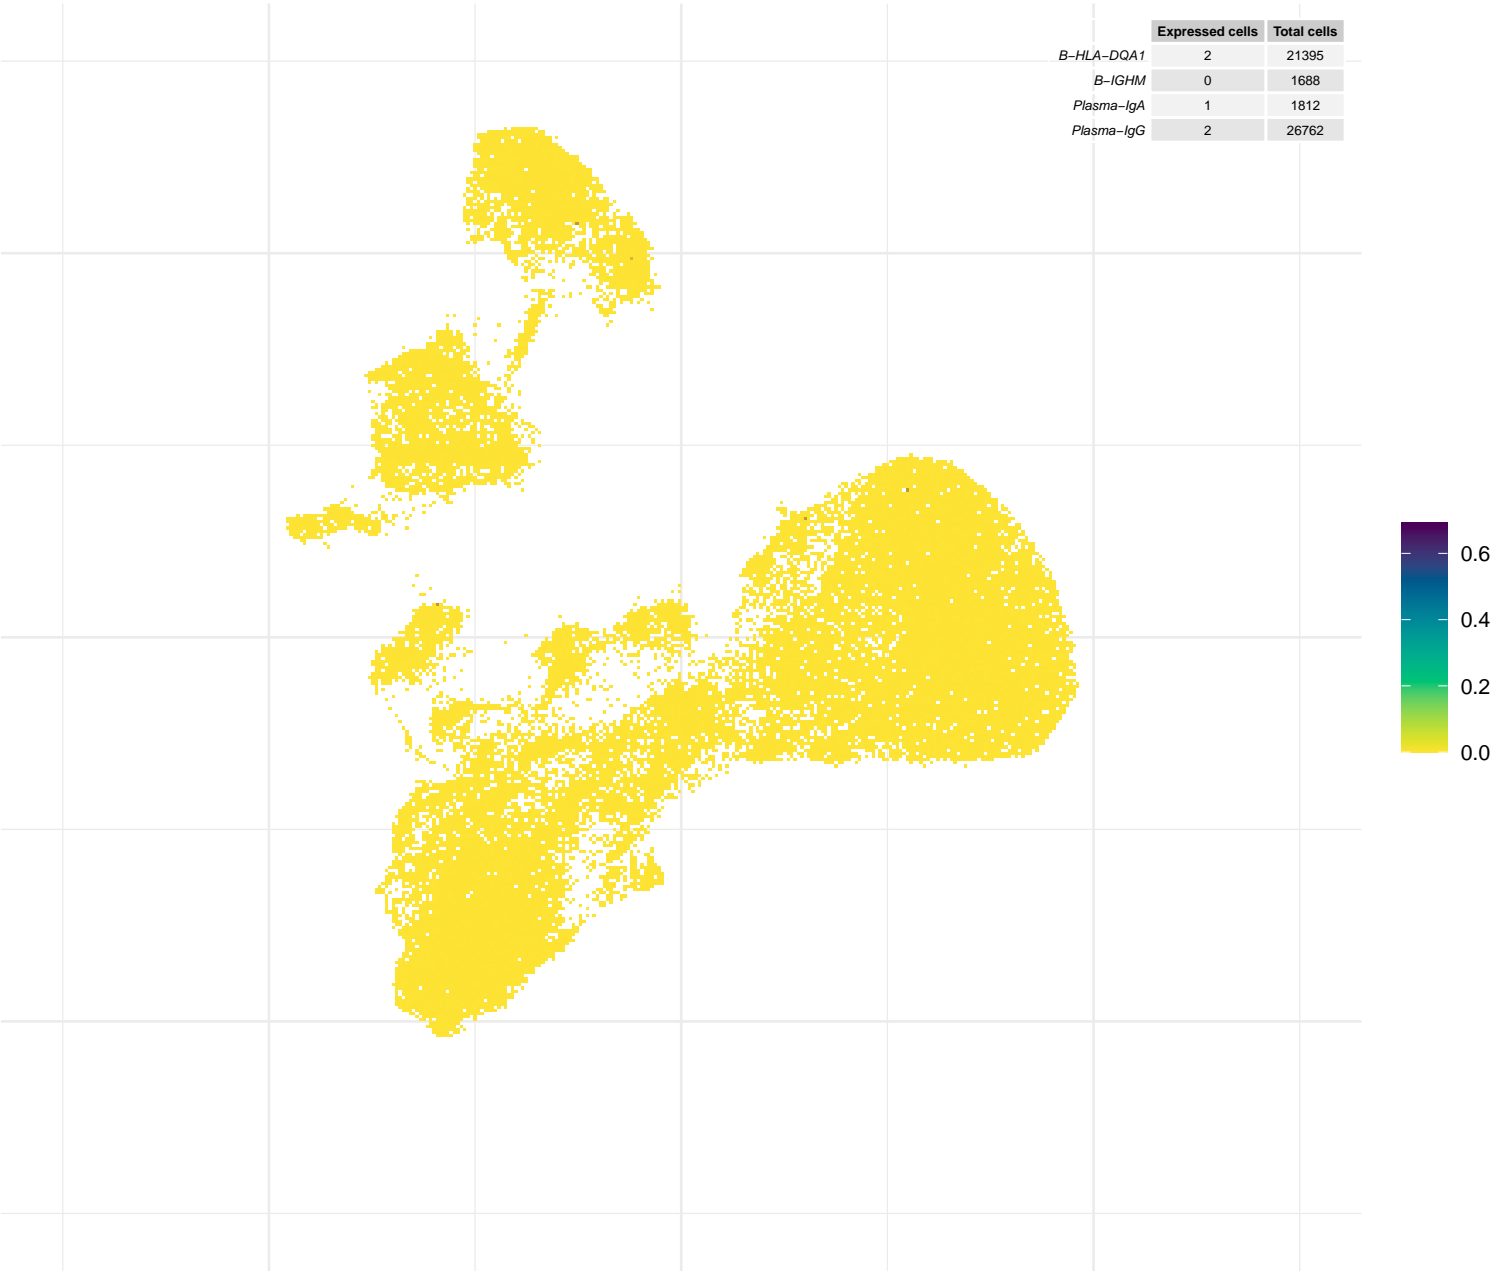 Expressed cells Total cells
B−HLA−DQA1 2 21395
B−IGHM 0 1688
Plasma−IgA 1 1812
Plasma−IgG 2 26762
0.6
0.4
0.2
0.0